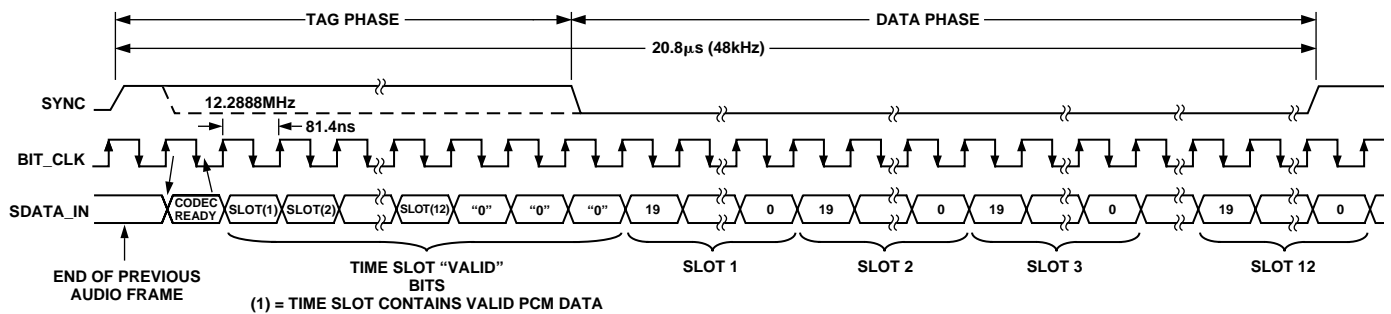 TAG PHASE DATA PHASE
20.8µs (48kHz)
SYNC
12.2888MHz
81.4ns
BIT_CLK
SDATA_IN
CODEC
READY
SLOT(1) SLOT(2) SLOT(12) “0” “0” “0” 19 0 19 0 19 0 19 0
END OF PREVIOUS
AUDIO FRAME
TIME SLOT “VALID”
BITS
(1) = TIME SLOT CONTAINS VALID PCM DATA
SLOT 1 SLOT 2 SLOT 3 SLOT 12